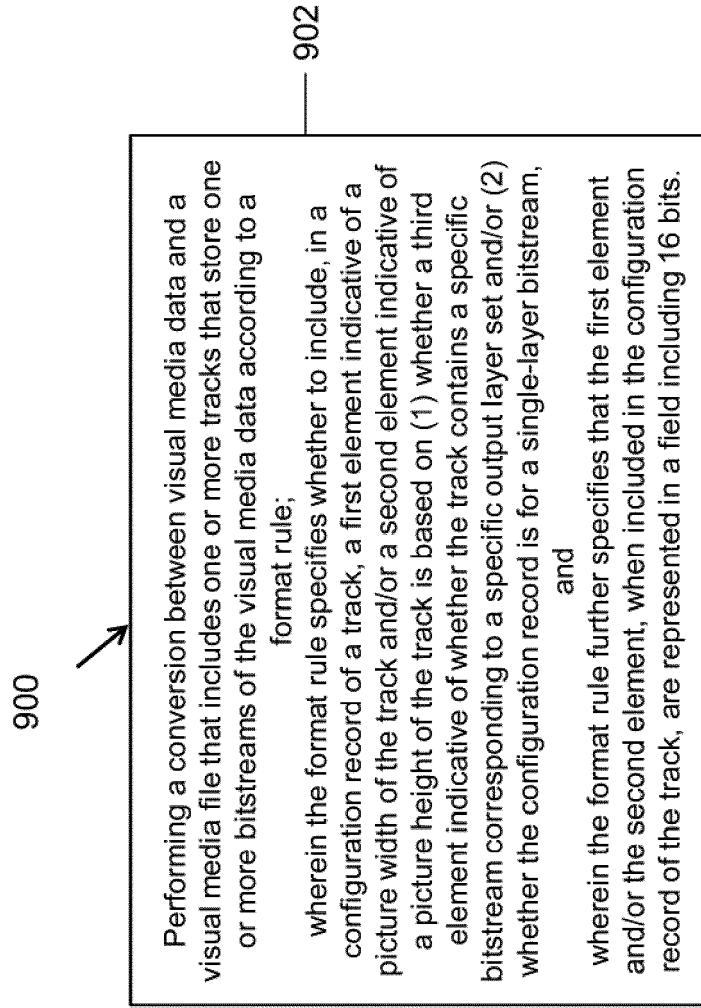 900
Performing a conversion between visual media data and a
visual media file that includes one or more tracks that store one
or more bitstreams of the visual media data according to a
format rule;
wherein the format rule specifies whether to include, in a
configuration record of a track, a first element indicative of a
picture width of the track and/or a second element indicative of
a picture height of the track is based on (1) whether a third
element indicative of whether the track contains a specific
bitstream corresponding to a specific output layer set and/or (2)
whether the configuration record is for a single-layer bitstream,
and
wherein the format rule further specifies that the first element
and/or the second element, when included in the configuration
record of the track, are represented in a field including 16 bits.
902